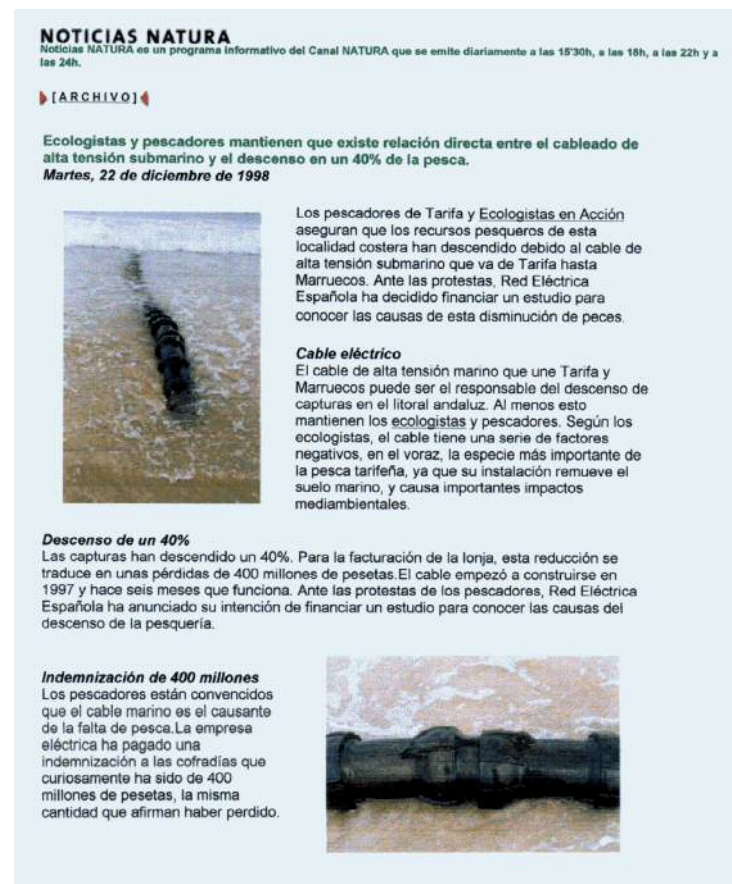 NOTICIAS NATURA
Noticias NATURA es un programa informativo del Canal NATURA que se emite diariamente a las 15'30h, a las 18h, a las 22h y a
las 24h.
[ARCHIVO]
Ecologistas y pescadores mantienen que existe relación directa entre el cableado de
alta tensión submarino y el descenso en un 40% de la pesca.
Martes, 22 de diciembre de 1998
Los pescadores de Tarifa y Ecologistas en Acción
aseguran que los recursos pesqueros de esta
localidad costera han descendido debido al cable de
alta tensión submarino que va de Tarifa hasta
Marruecos. Ante las protestas, Red Eléctrica
Española ha decidido financiar un estudio para
conocer las causas de esta disminución de peces.
Cable eléctrico
El cable de alta tensión marino que une Tarifa y
Marruecos puede ser el responsable del descenso de
capturas en el litoral andaluz. Al menos esto
mantienen los ecologistas y pescadores. Según los
ecologistas, el cable tiene una serie de factores
negativos, en el voraz, la especie más importante de
la pesca tarifeña, ya que su instalación remueve el
suelo marino, y causa importantes impactos
mediambientales.
Descenso de un 40%
Las capturas han descendido un 40%. Para la facturación de la lonja, esta reducción se
traduce en unas pérdidas de 400 millones de pesetas.El cable empezó a construirse en
1997 y hace seis meses que funciona. Ante las protestas de los pescadores, Red Eléctrica
Española ha anunciado su intención de financiar un estudio para conocer las causas del
descenso de la pesquería.
Indemnización de 400 millones
Los pescadores están convencidos
que el cable marino es el causante
de la falta de pesca.La empresa
eléctrica ha pagado una
indemnización a las cofradías que
curiosamente ha sido de 400
millones de pesetas, la misma
cantidad que afirman haber perdido.